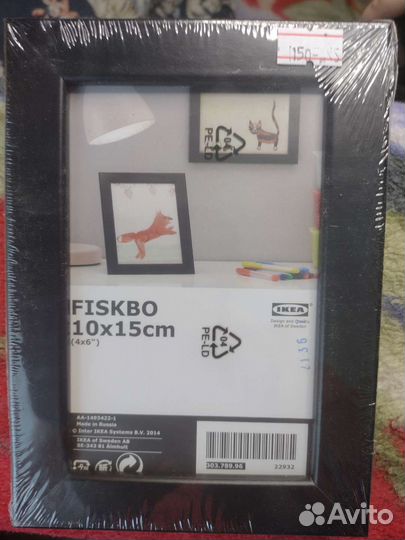 150=
04
PE-LD
FISKBO
10x15cm
(4x6")
IKEA
Design and Quality
IKEA of Sweden
04
PE-LD
AA-1403422-1
Made in Russia
© Inter IKEA Systems B.V. 2014
IKEA of Sweden AB
SE-343 81 Älmhult
303.789.96
22932
Avito